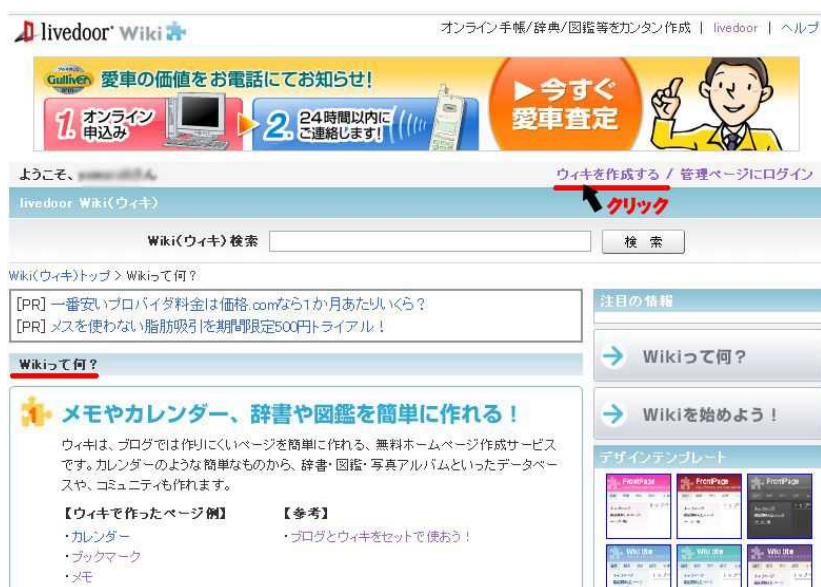 livedoor Wiki
オンライン手帳/辞典/図鑑等をカンタン作成 | livedoor | ヘルプ
Gulliver 愛車の価値をお電話にてお知らせ!
1. オンライン申込み
2. 24時間以内にご連絡します!
今すぐ
愛車査定
ようこそ、
ウィキを作成する / 管理ページにログイン
クリック
livedoor Wiki(ウィキ)
Wiki(ウィキ)検索
検 索
Wiki(ウィキ)トップ > Wikiって何?
[PR] 一番安いプロバイダ料金は価格.comなら1か月あたりいくら?
[PR] メスを使わない脂肪吸引を期間限定500円トライアル!
注目の情報
Wikiって何?
Wikiって何?
Wikiを始めよう!
1 メモやカレンダー、辞書や図鑑を簡単に作れる!
ウィキは、ブログでは作りにくいページを簡単に作れる、無料ホームページ作成サービス
です。カレンダーのような簡単なものから、辞書・図鑑・写真アルバムといったデータベー
スや、コミュニティも作れます。
【ウィキで作ったページ例】
・カレンダー
・ブックマーク
・メモ
【参考】
・ブログとウィキをセットで使おう!
デザインテンプレート
FrontPage
FrontPage
FrontPage
Wiki title
Wiki title
Wiki title